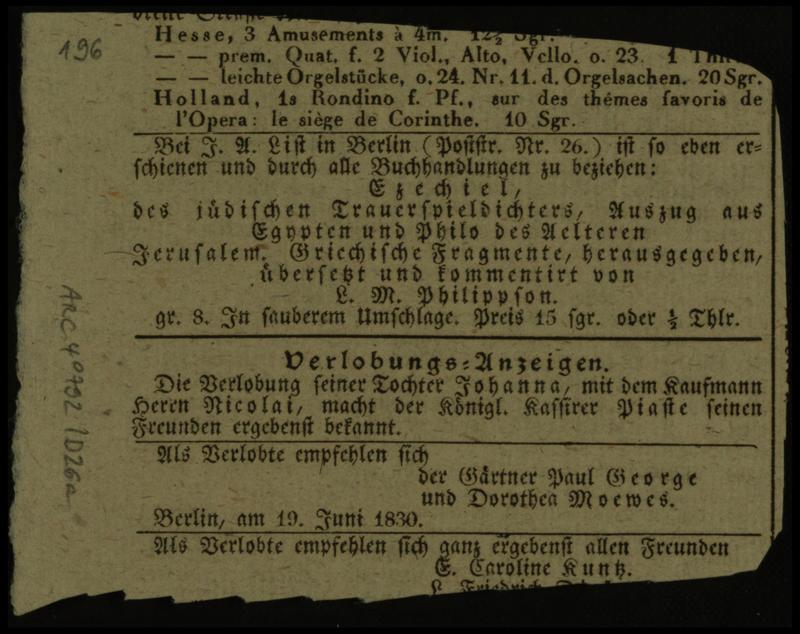 196
Hesse, 3 Amusements à 4m. 12½ Sgr.
— — prem. Quat. f. 2 Viol., Alto, Vcllo. o. 23. 1
— — leichte Orgelstücke, o. 24. Nr. 11. d. Orgelsachen. 20 Sgr.
Holland, 1s Rondino f. Pf., sur des thémes favoris de
l'Opera: le siège de Corinthe. 10 Sgr.
Bei J. A. List in Berlin (Poststr. Nr. 26.) ist so eben er-
schienen und durch alle Buchhandlungen zu beziehen:
Ezechiel,
des jüdischen Trauerspieldichters, Auszug aus
Egypten und Philo des Aelteren
Jerusalem. Griechische Fragmente, herausgegeben,
übersetzt und kommentirt von
L. M. Philippson.
gr. 8. In sauberem Umschlage. Preis 15 sgr. oder ½ Thlr.
Verlobungs-Anzeigen.
Die Verlobung seiner Tochter Johanna, mit dem Kaufmann
Herrn Nicolai, macht der Königl. Kassirer Piaste seinen
Freunden ergebenst bekannt.
Als Verlobte empfehlen sich
der Gärtner Paul George
und Dorothea Moewes.
Berlin, am 19. Juni 1830.
Als Verlobte empfehlen sich ganz ergebenst allen Freunden
E. Caroline Kuntz.
L. Friedrich
ARC 40792 / D26a